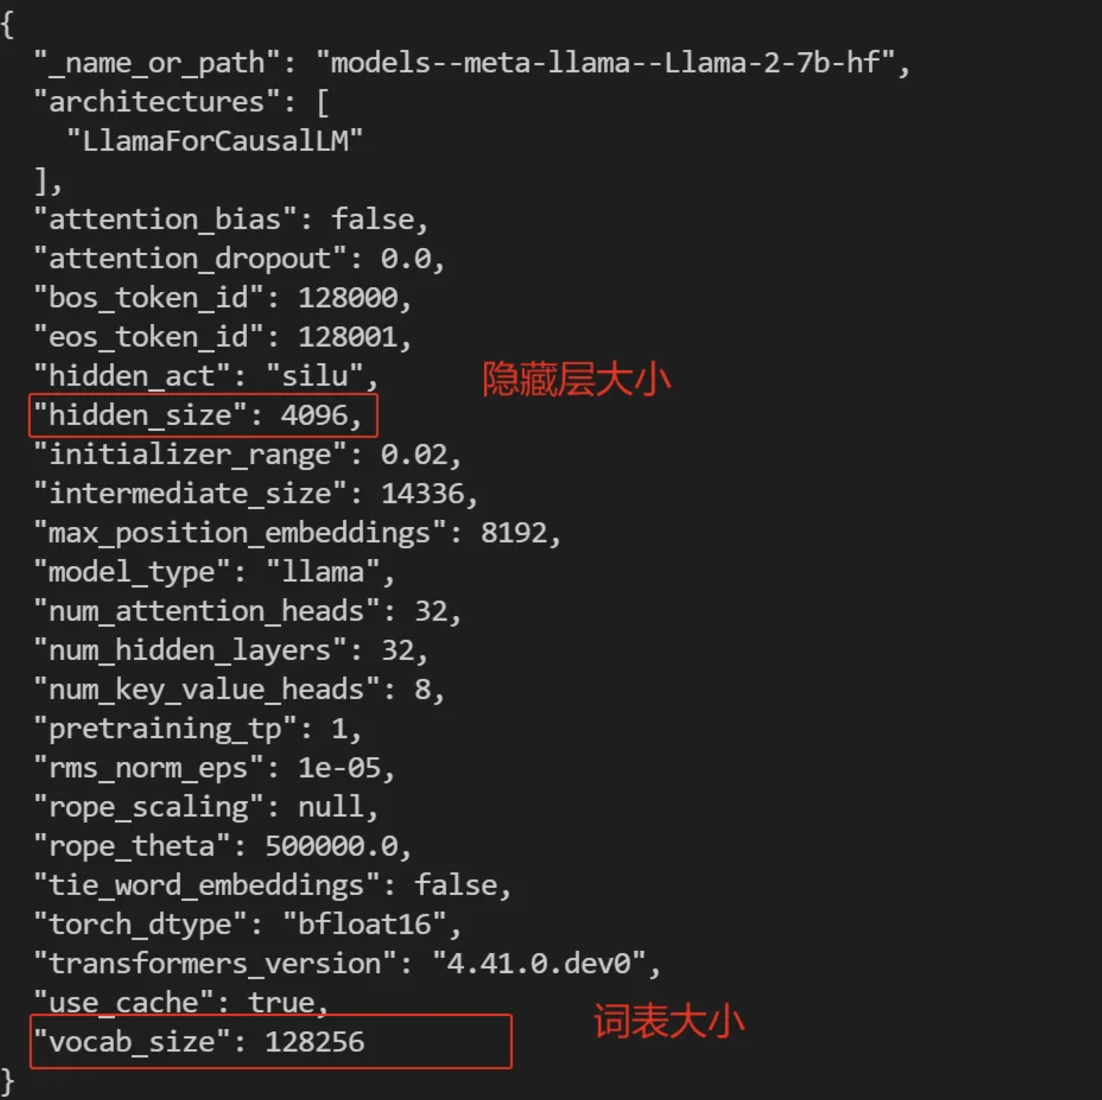 {
  "_name_or_path": "models--meta-llama--Llama-2-7b-hf",
  "architectures": [
    "LlamaForCausalLM"
  ],
  "attention_bias": false,
  "attention_dropout": 0.0,
  "bos_token_id": 128000,
  "eos_token_id": 128001,
  "hidden_act": "silu",
隐藏层大小
  "hidden_size": 4096,
  "initializer_range": 0.02,
  "intermediate_size": 14336,
  "max_position_embeddings": 8192,
  "model_type": "llama",
  "num_attention_heads": 32,
  "num_hidden_layers": 32,
  "num_key_value_heads": 8,
  "pretraining_tp": 1,
  "rms_norm_eps": 1e-05,
  "rope_scaling": null,
  "rope_theta": 500000.0,
  "tie_word_embeddings": false,
  "torch_dtype": "bfloat16",
  "transformers_version": "4.41.0.dev0",
  "use_cache": true,
词表大小
  "vocab_size": 128256
}